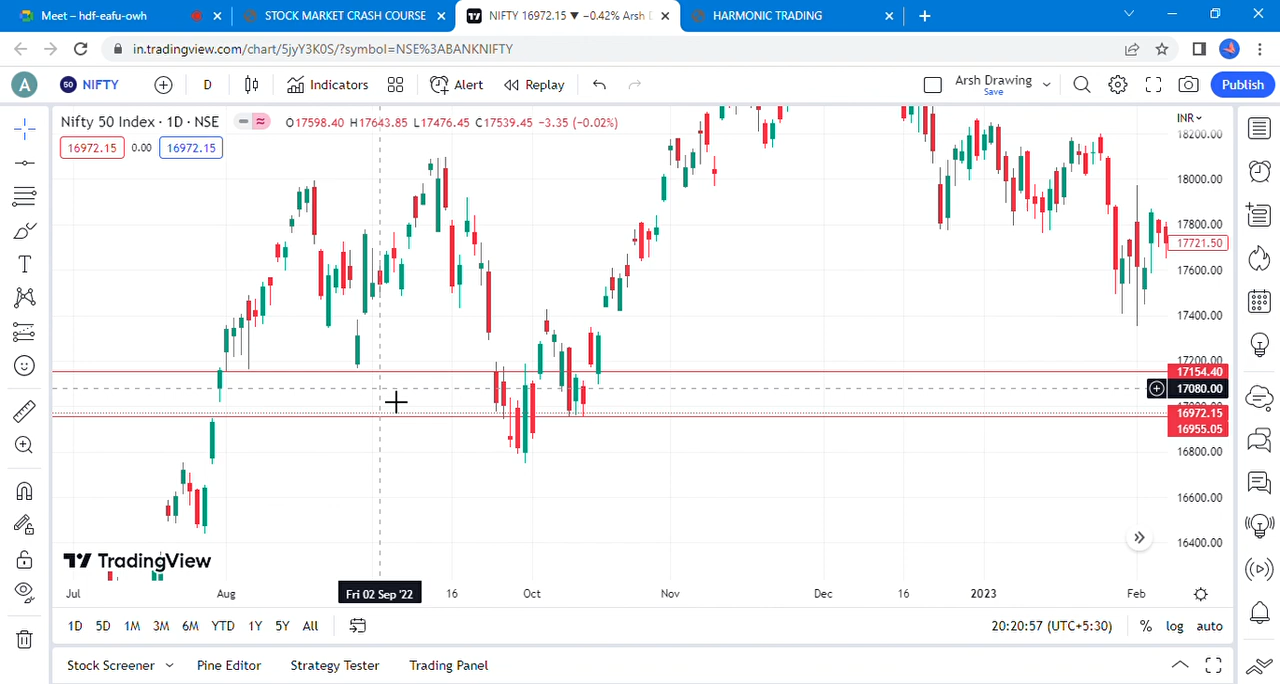 Meet – hdf-eafu-owh
STOCK MARKET CRASH COURSE
NIFTY 16972.15 ▼ −0.42% Arsh
HARMONIC TRADING
in.tradingview.com/chart/5jyY3K0S/?symbol=NSE%3ABANKNIFTY
A
50 NIFTY
D
Indicators
Alert
Replay
Arsh Drawing
Save
Publish
Nifty 50 Index · 1D · NSE
O17598.40 H17643.85 L17476.45 C17539.45 −3.35 (−0.02%)
16972.15
0.00
16972.15
INR
18200.00
18000.00
17800.00
17721.50
17600.00
17400.00
17200.00
17154.40
17080.00
16972.15
16955.05
16800.00
16600.00
16400.00
TradingView
Jul
Aug
Fri 02 Sep '22
16
Oct
Nov
Dec
16
2023
Feb
1D 5D 1M 3M 6M YTD 1Y 5Y All
20:20:57 (UTC+5:30)
% log auto
Stock Screener
Pine Editor
Strategy Tester
Trading Panel